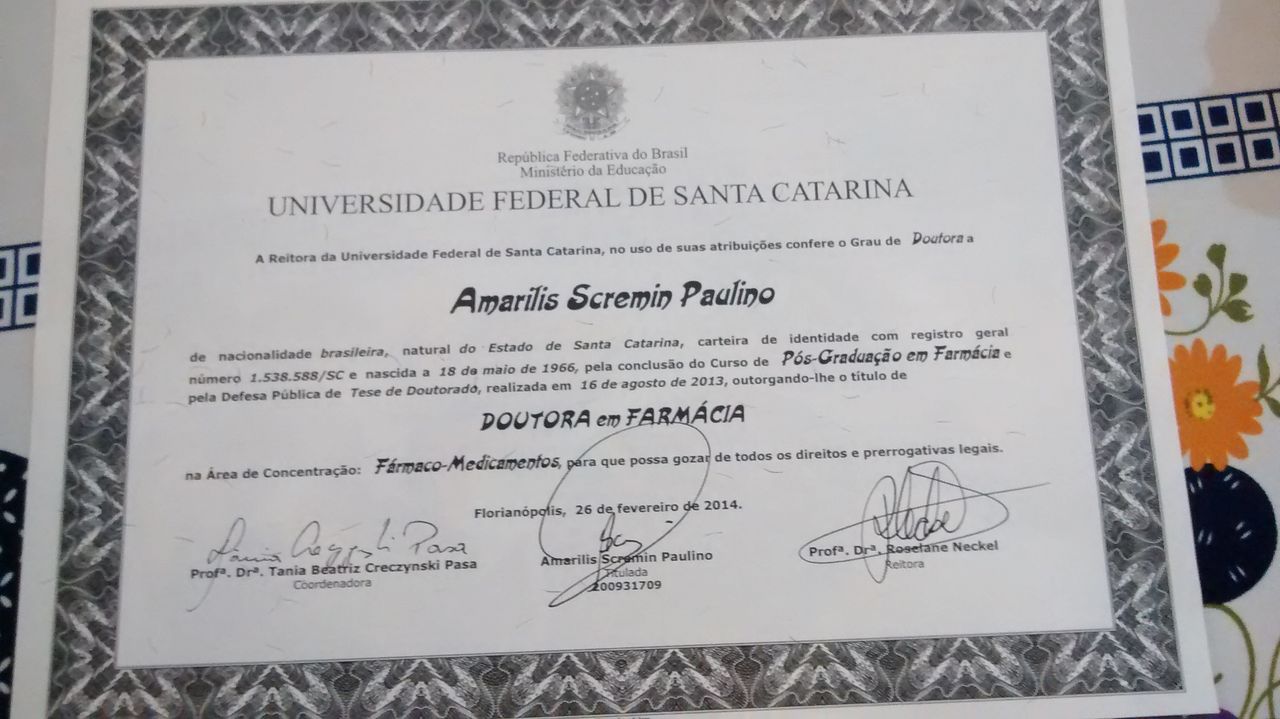 República Federativa do Brasil
Ministério da Educação
UNIVERSIDADE FEDERAL DE SANTA CATARINA
A Reitora da Universidade Federal de Santa Catarina, no uso de suas atribuições confere o Grau de Doutora a
Amarilis Scremin Paulino
de nacionalidade brasileira, natural do Estado de Santa Catarina, carteira de identidade com registro geral
número 1.538.588/SC e nascida a 18 de maio de 1966, pela conclusão do Curso de Pós-Graduação em Farmácia e
pela Defesa Pública de Tese de Doutorado, realizada em 16 de agosto de 2013, outorgando-lhe o título de
DOUTORA em FARMÁCIA
na Área de Concentração: Fármaco-Medicamentos, para que possa gozar de todos os direitos e prerrogativas legais.
Florianópolis, 26 de fevereiro de 2014.
Tania Creczynski Pasa
Profª. Drª. Tania Beatriz Creczynski Pasa
Coordenadora
Amarilis Scremin Paulino
Titulada
200931709
Profª. Drª. Roselane Neckel
Reitora